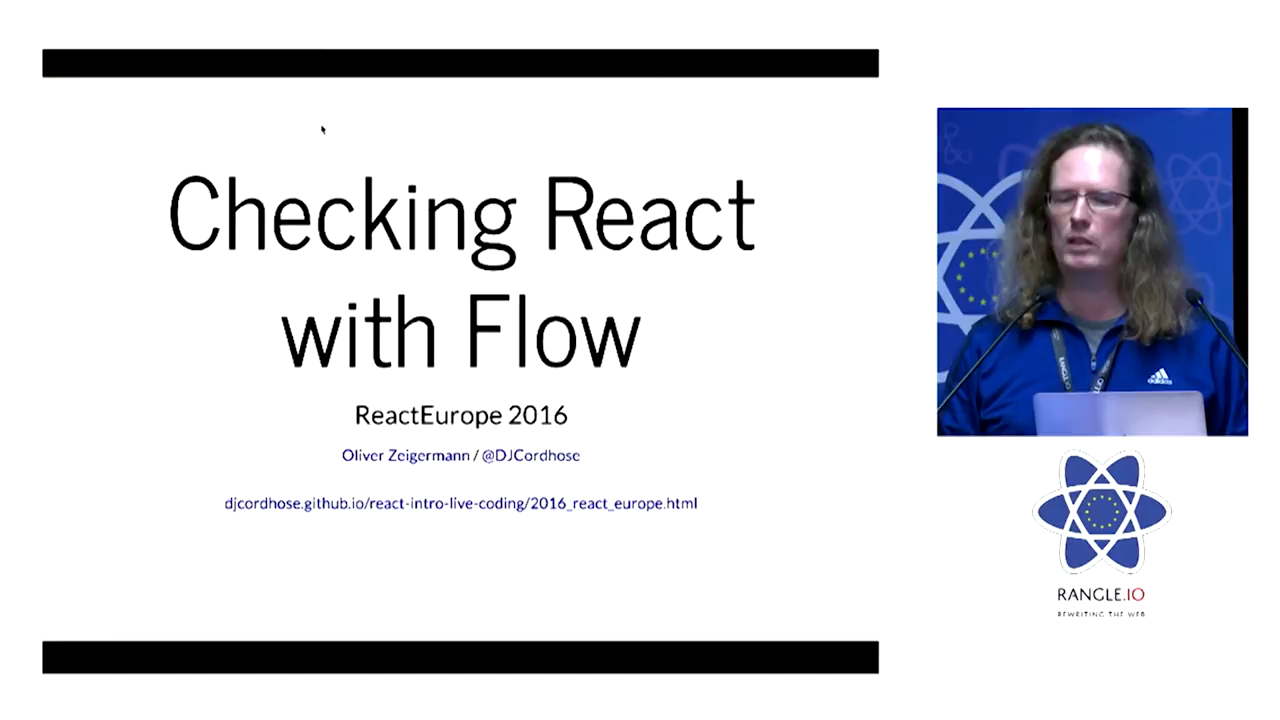 Checking React
with Flow
ReactEurope 2016
Oliver Zeigermann / @DJCordhose
djcordhose.github.io/react-intro-live-coding/2016_react_europe.html
adidas
RANGLE.IO
REWRITING THE WEB